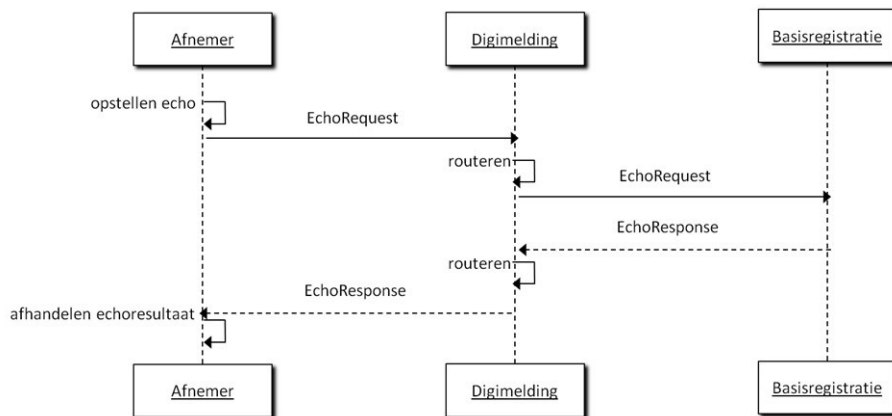 Afnemer
Digimelding
Basisregistratie
opstellen echo
EchoRequest
routeren
EchoRequest
EchoResponse
routeren
EchoResponse
afhandelen echoresultaat
Afnemer
Digimelding
Basisregistratie